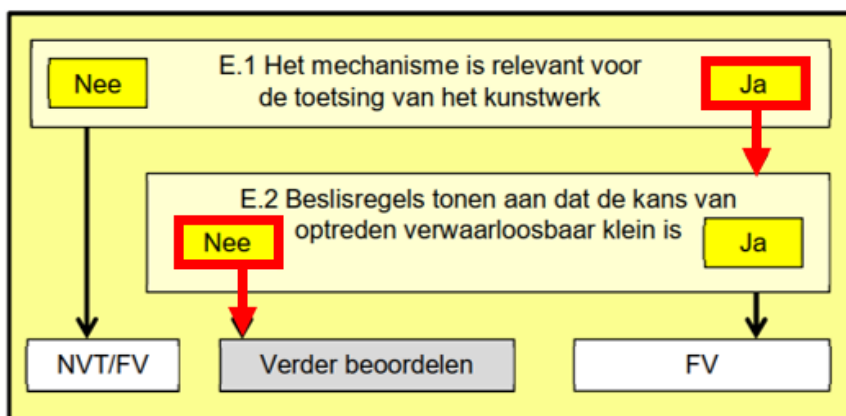 E.1 Het mechanisme is relevant voor
de toetsing van het kunstwerk
Nee
Ja
E.2 Beslisregels tonen aan dat de kans van
optreden verwaarloosbaar klein is
Nee
Ja
NVT/FV
Verder beoordelen
FV